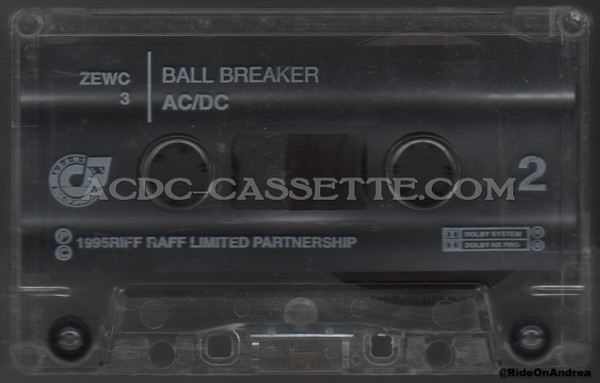 ZEWC
3
BALL BREAKER
AC/DC
ACDC-CASSETTE.COM
2
P
C
1995RIFF RAFF LIMITED PARTNERSHIP
DOLBY SYSTEM ®
DOLBY HX PRO ®
@RideOnAndrea